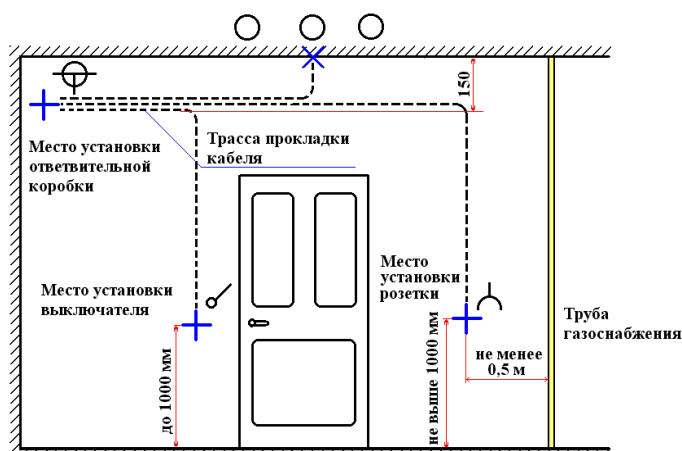 150
Место установки
ответвительной
коробки
Трасса прокладки
кабеля
Место установки
выключателя
Место
установки
розетки
Труба
газоснабжения
не менее
0,5 м
до 1000 мм
не выше 1000 мм